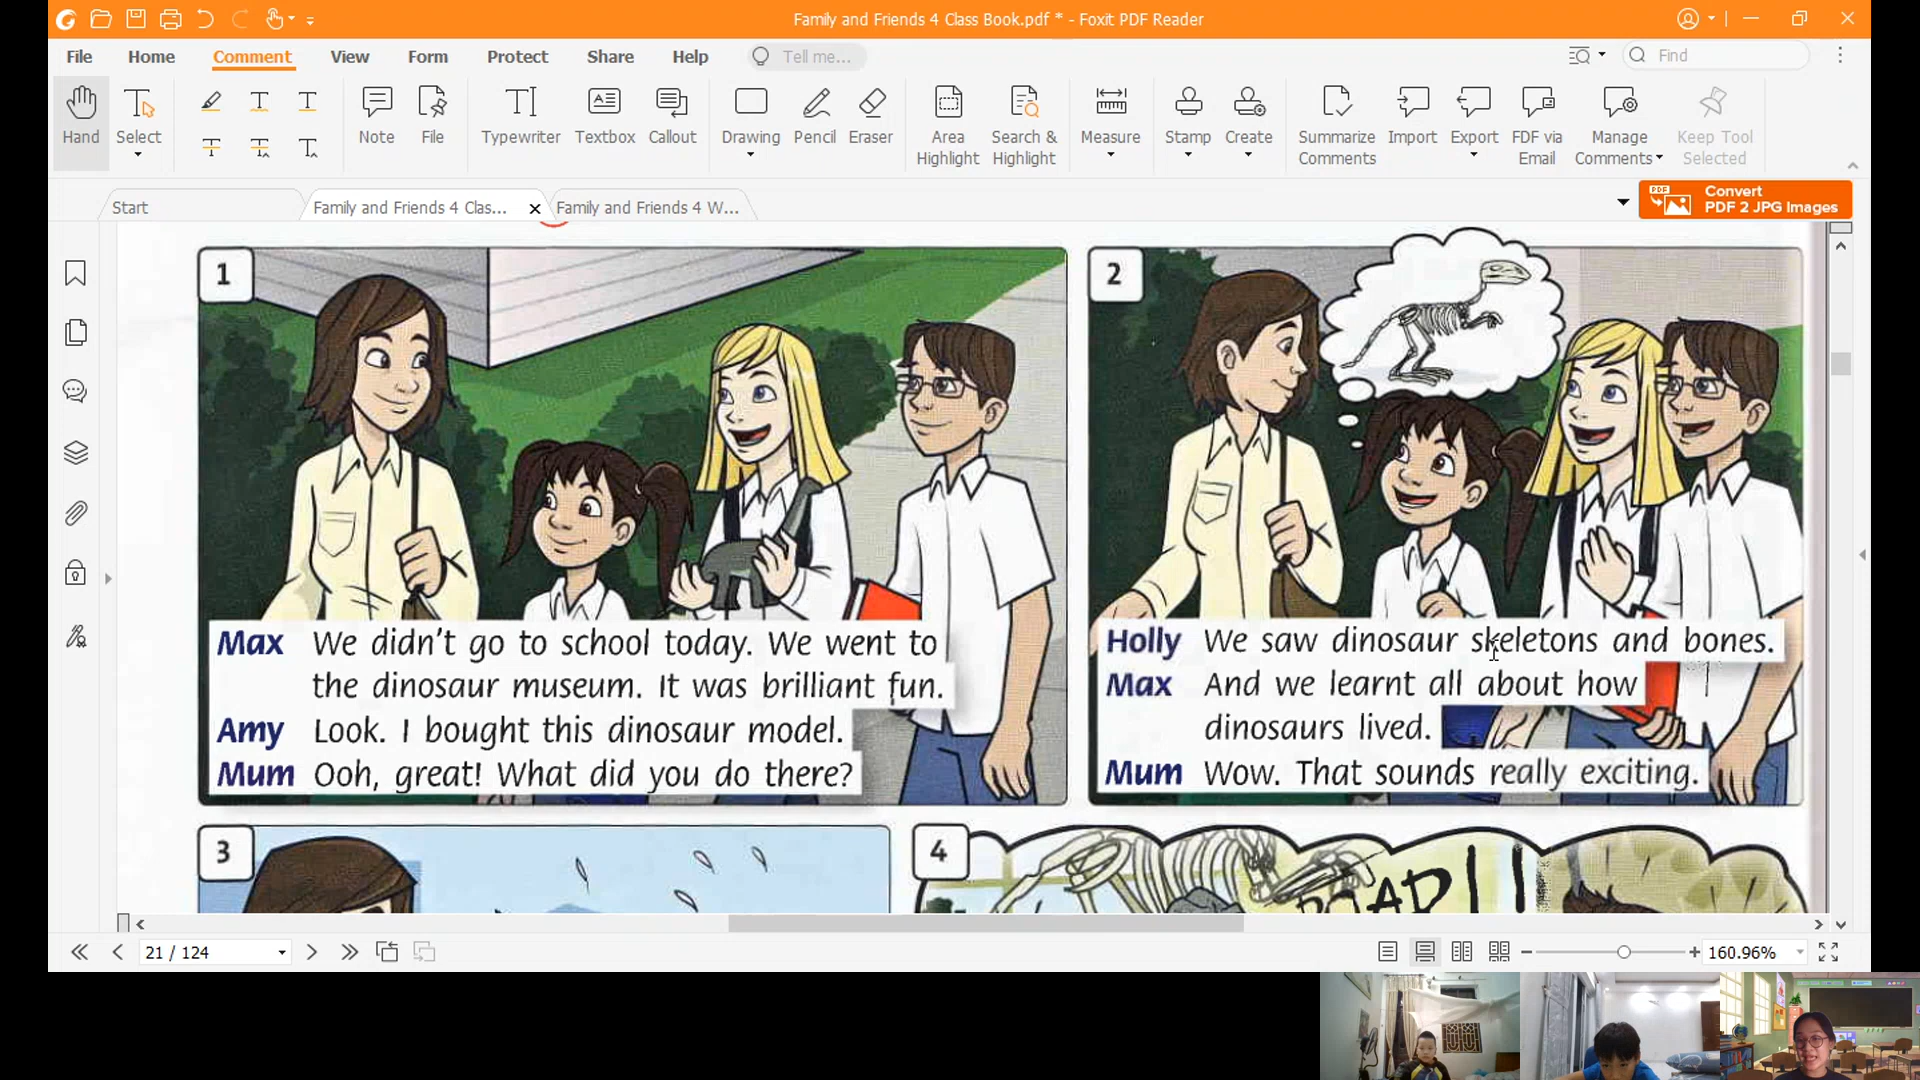 Family and Friends 4 Class Book.pdf * - Foxit PDF Reader
File Home Comment View Form Protect Share Help Tell me... Find
Hand Select Note File Typewriter Textbox Callout Drawing Pencil Eraser Area Highlight Search & Highlight Measure Stamp Create Summarize Comments Import Export FDF via Email Manage Comments Keep Tool Selected
Start Family and Friends 4 Clas... Family and Friends 4 W... Convert PDF 2 JPG Images
1
Max We didn't go to school today. We went to
the dinosaur museum. It was brilliant fun.
Amy Look. I bought this dinosaur model.
Mum Ooh, great! What did you do there?
2
Holly We saw dinosaur skeletons and bones.
Max And we learnt all about how
dinosaurs lived.
Mum Wow. That sounds really exciting.
3
4
21 / 124
160.96%